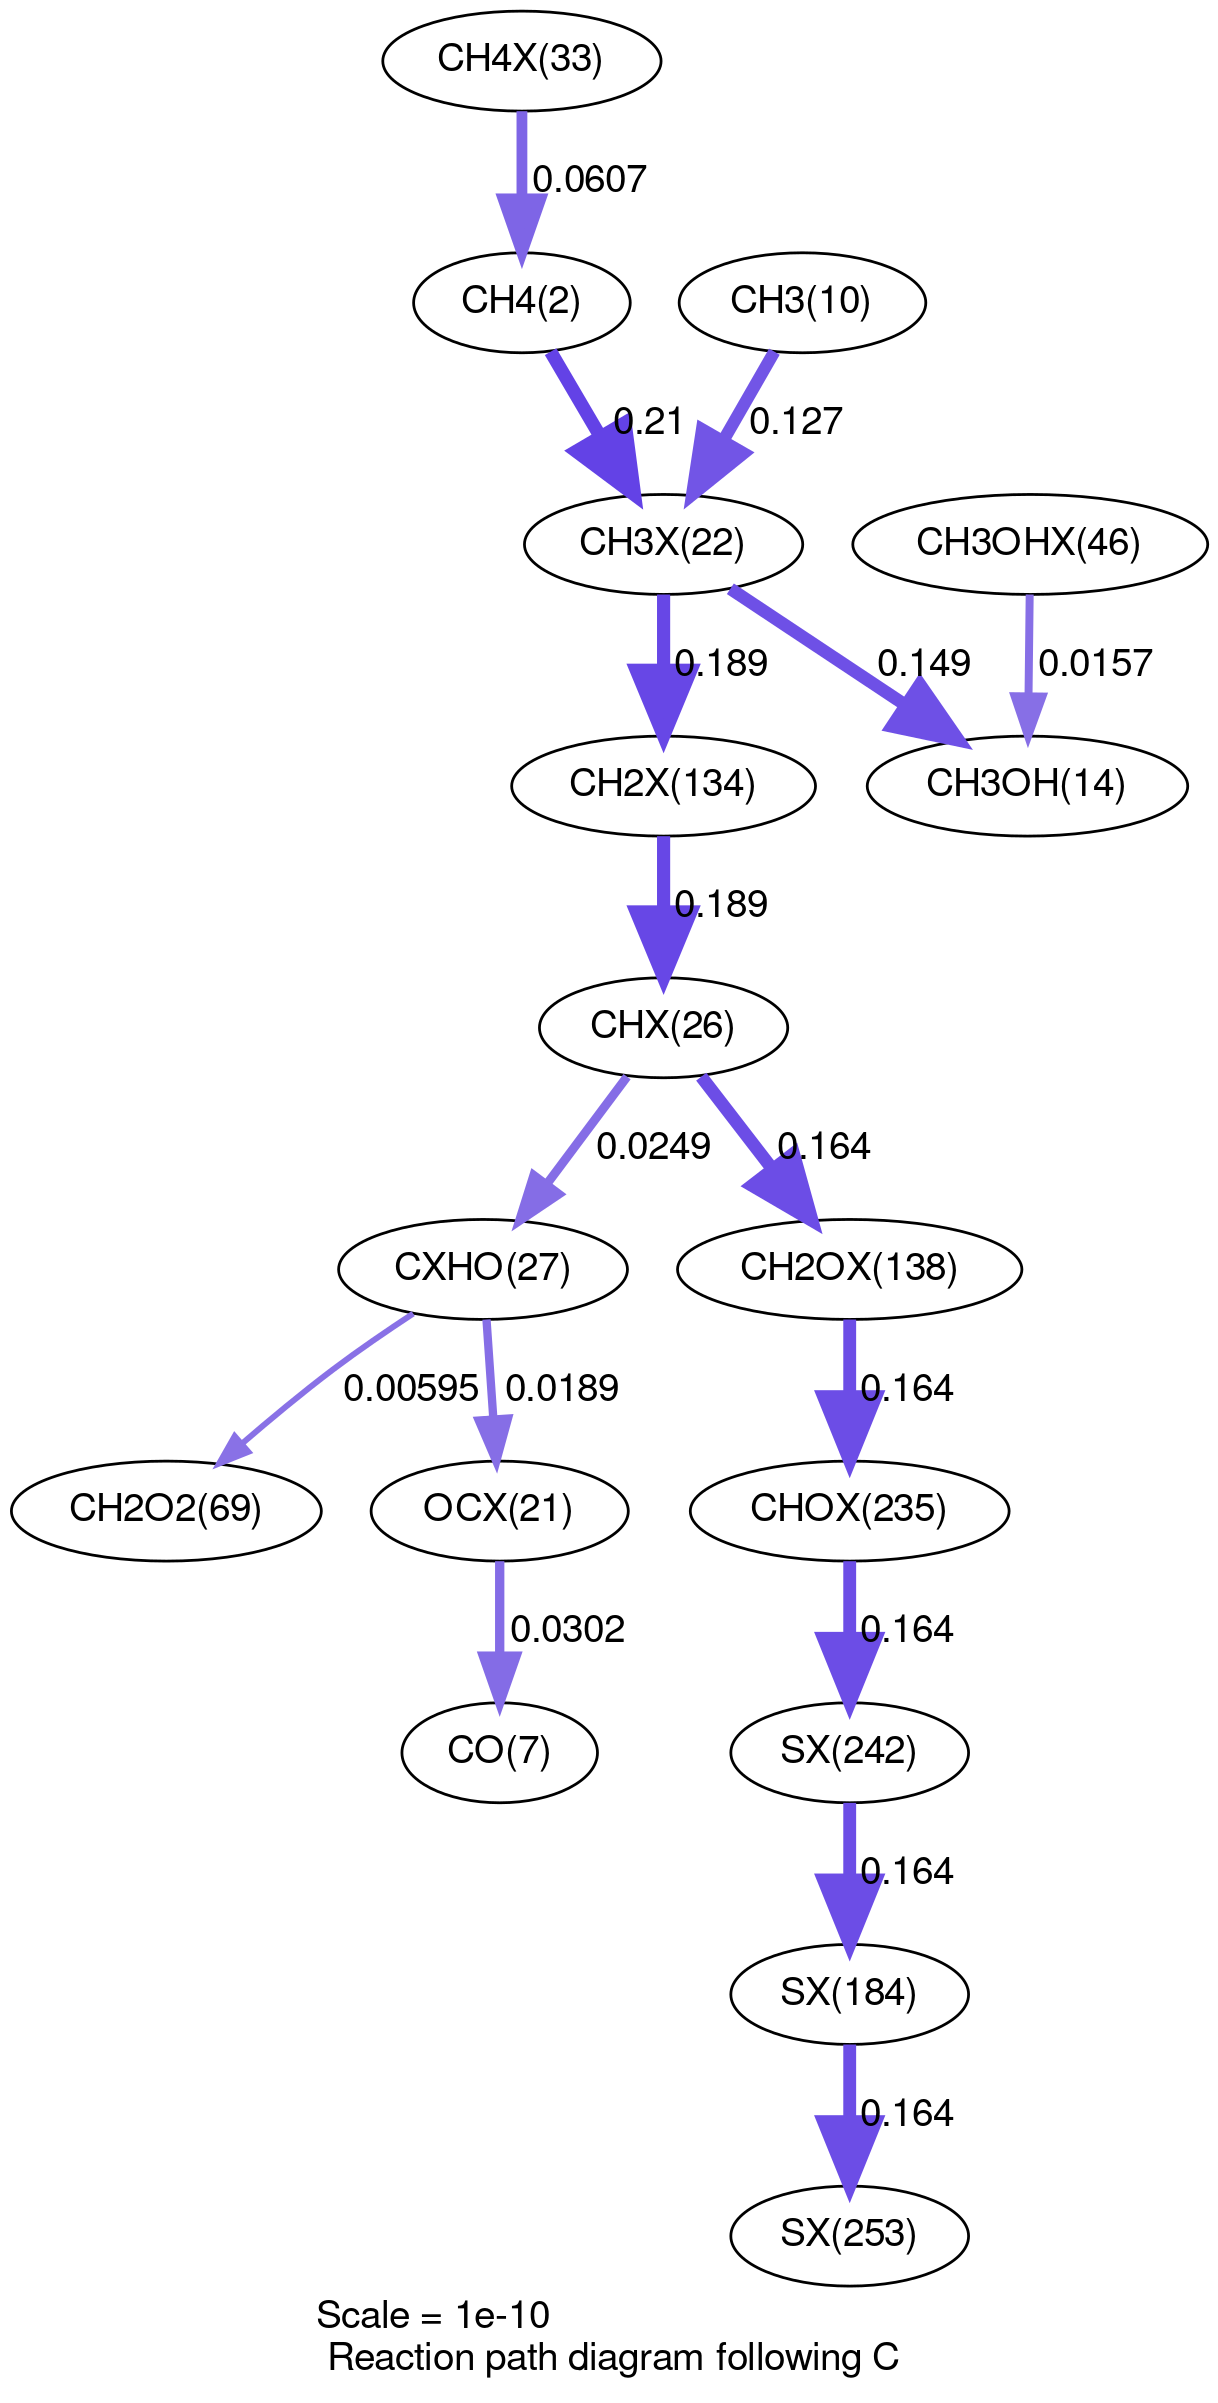 CH4X(33)
0.0607
CH4(2)
CH3(10)
0.21
0.127
CH3X(22)
CH3OHX(46)
0.189
0.149
0.0157
CH2X(134)
CH3OH(14)
0.189
CHX(26)
0.0249
0.164
CXHO(27)
CH2OX(138)
0.00595
0.0189
0.164
CH2O2(69)
OCX(21)
CHOX(235)
0.0302
0.164
CO(7)
SX(242)
0.164
SX(184)
0.164
SX(253)
Scale = 1e-10
Reaction path diagram following C